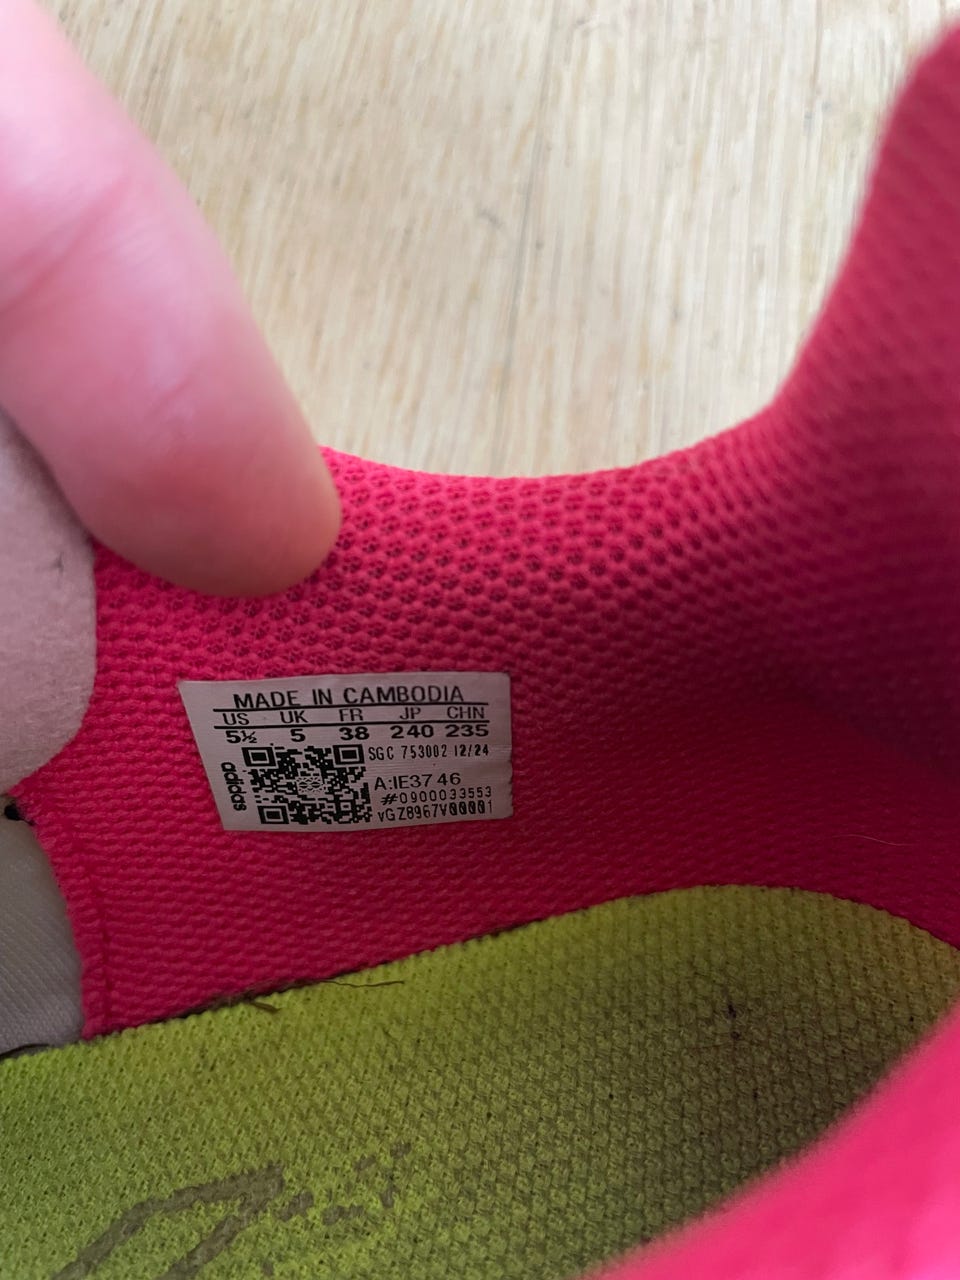 MADE IN CAMBODIA
US UK FR JP CHN
5½ 5 38 240 235
SGC 753002 12/24
adidas
A:IE3746
#0900033553
vGZ8967V00001